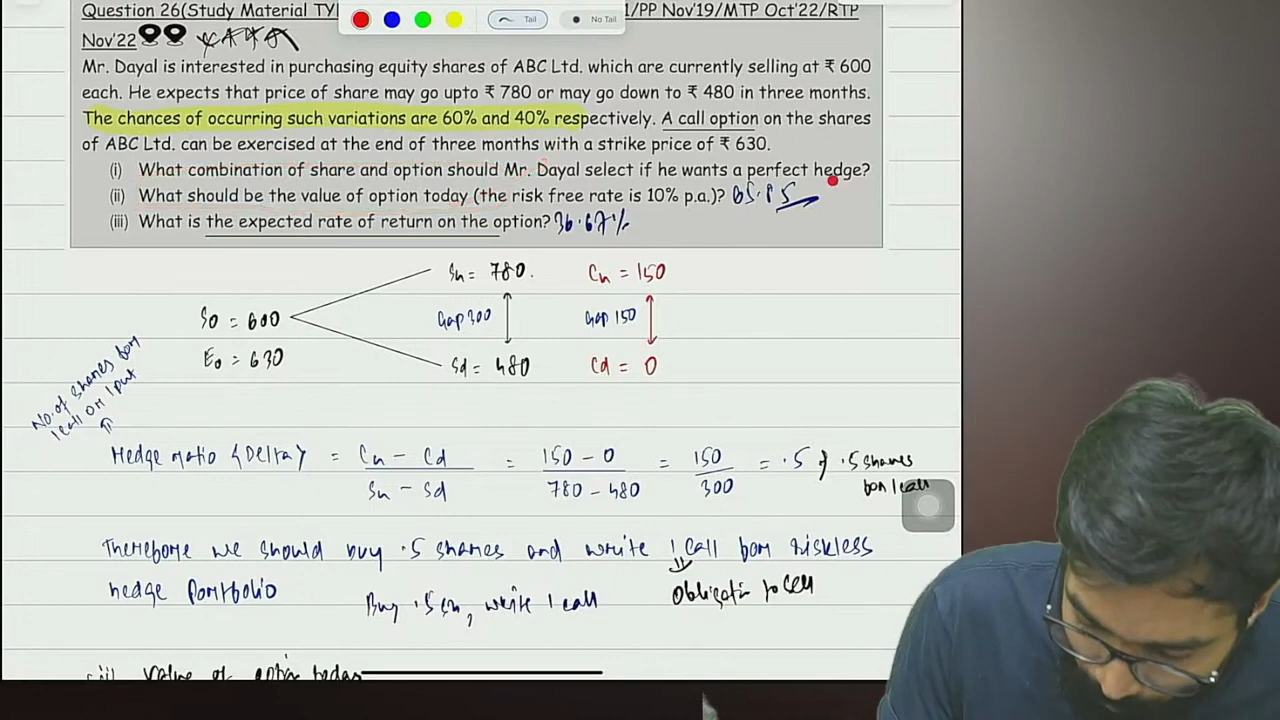 Question 26(Study Material TY /PP Nov'19/MTP Oct'22/RTP
Tail No Tail
Nov'22
Mr. Dayal is interested in purchasing equity shares of ABC Ltd. which are currently selling at ₹ 600
each. He expects that price of share may go upto ₹ 780 or may go down to ₹ 480 in three months.
The chances of occurring such variations are 60% and 40% respectively. A call option on the shares
of ABC Ltd. can be exercised at the end of three months with a strike price of ₹ 630.
(i) What combination of share and option should Mr. Dayal select if he wants a perfect hedge?
(ii) What should be the value of option today (the risk free rate is 10% p.a.)? 65.85
(iii) What is the expected rate of return on the option? 36.67%
Su = 780. Cu = 150
S0 = 600 Gap 300 Gap 150
E0 = 630 Sd = 480 Cd = 0
No. of shares for
1 call or 1 put
Hedge ratio {Delta} = Cu - Cd = 150 - 0 = 150 = .5 .5 shares
Su - Sd 780 - 480 300 for 1 call
Therefore we should buy .5 shares and write 1 call for riskless
hedge portfolio Buy .5 sh, write 1 call obligation to sell
value of option today